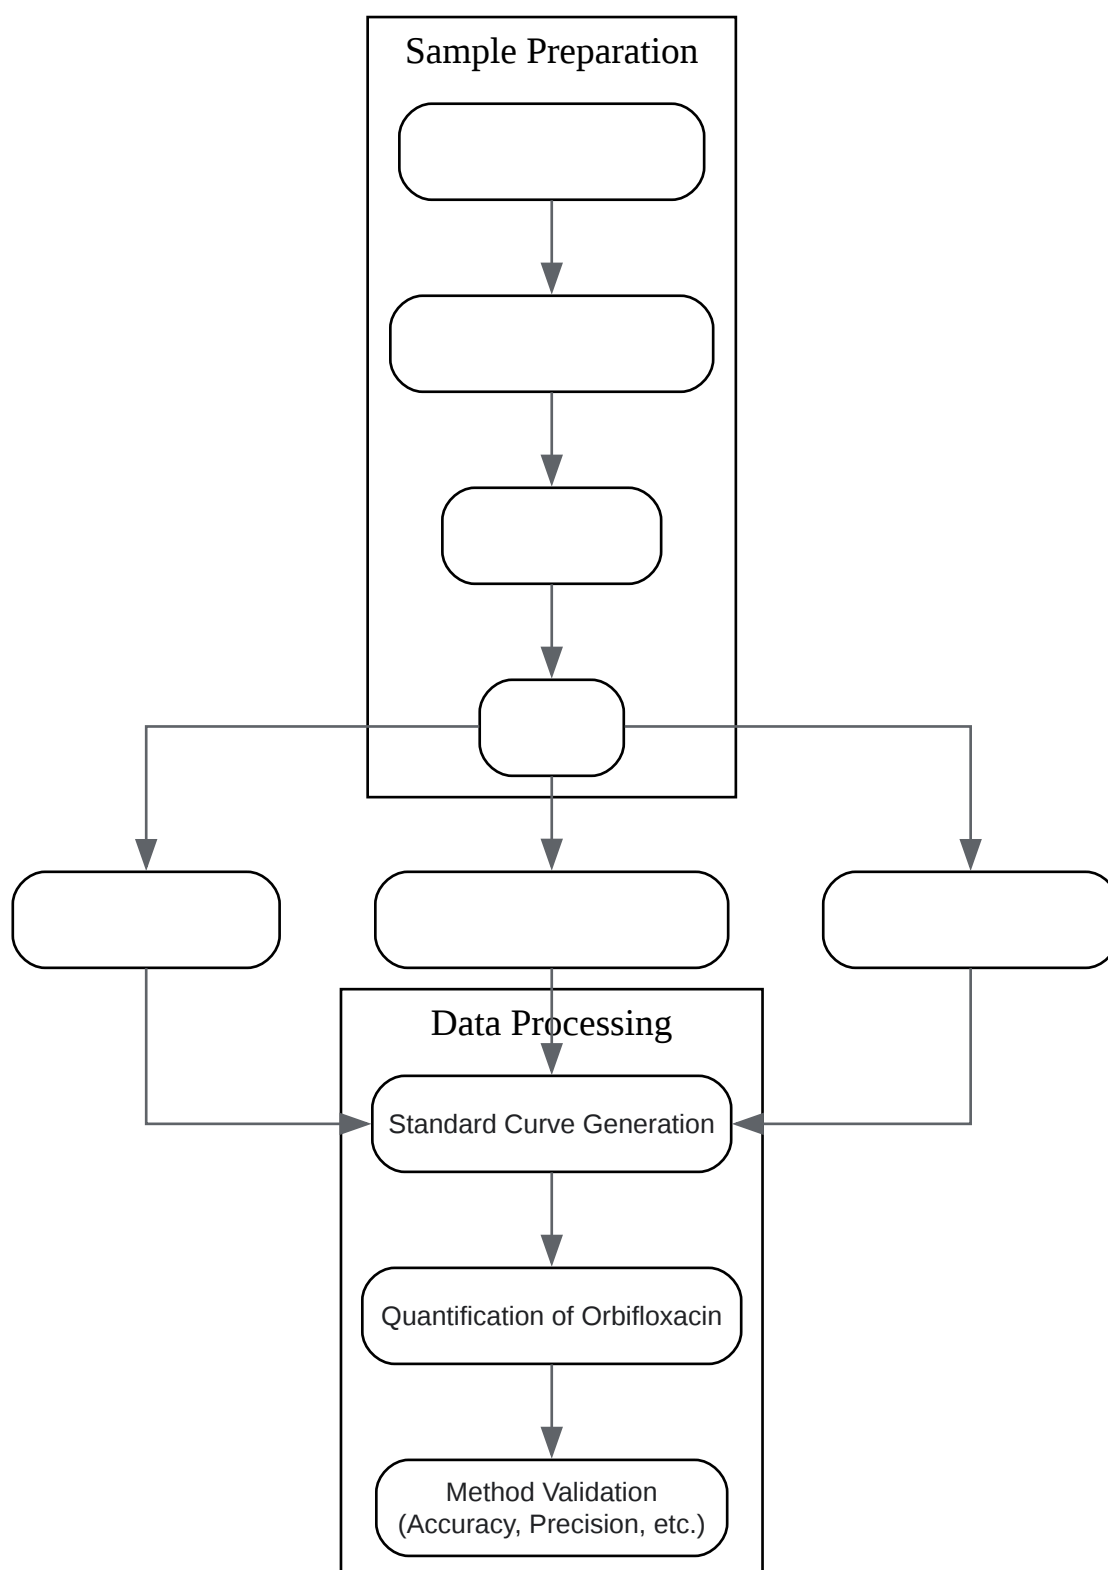 Sample Preparation
Data Processing
Standard Curve Generation
Quantification of Orbifloxacin
Method Validation
(Accuracy, Precision, etc.)